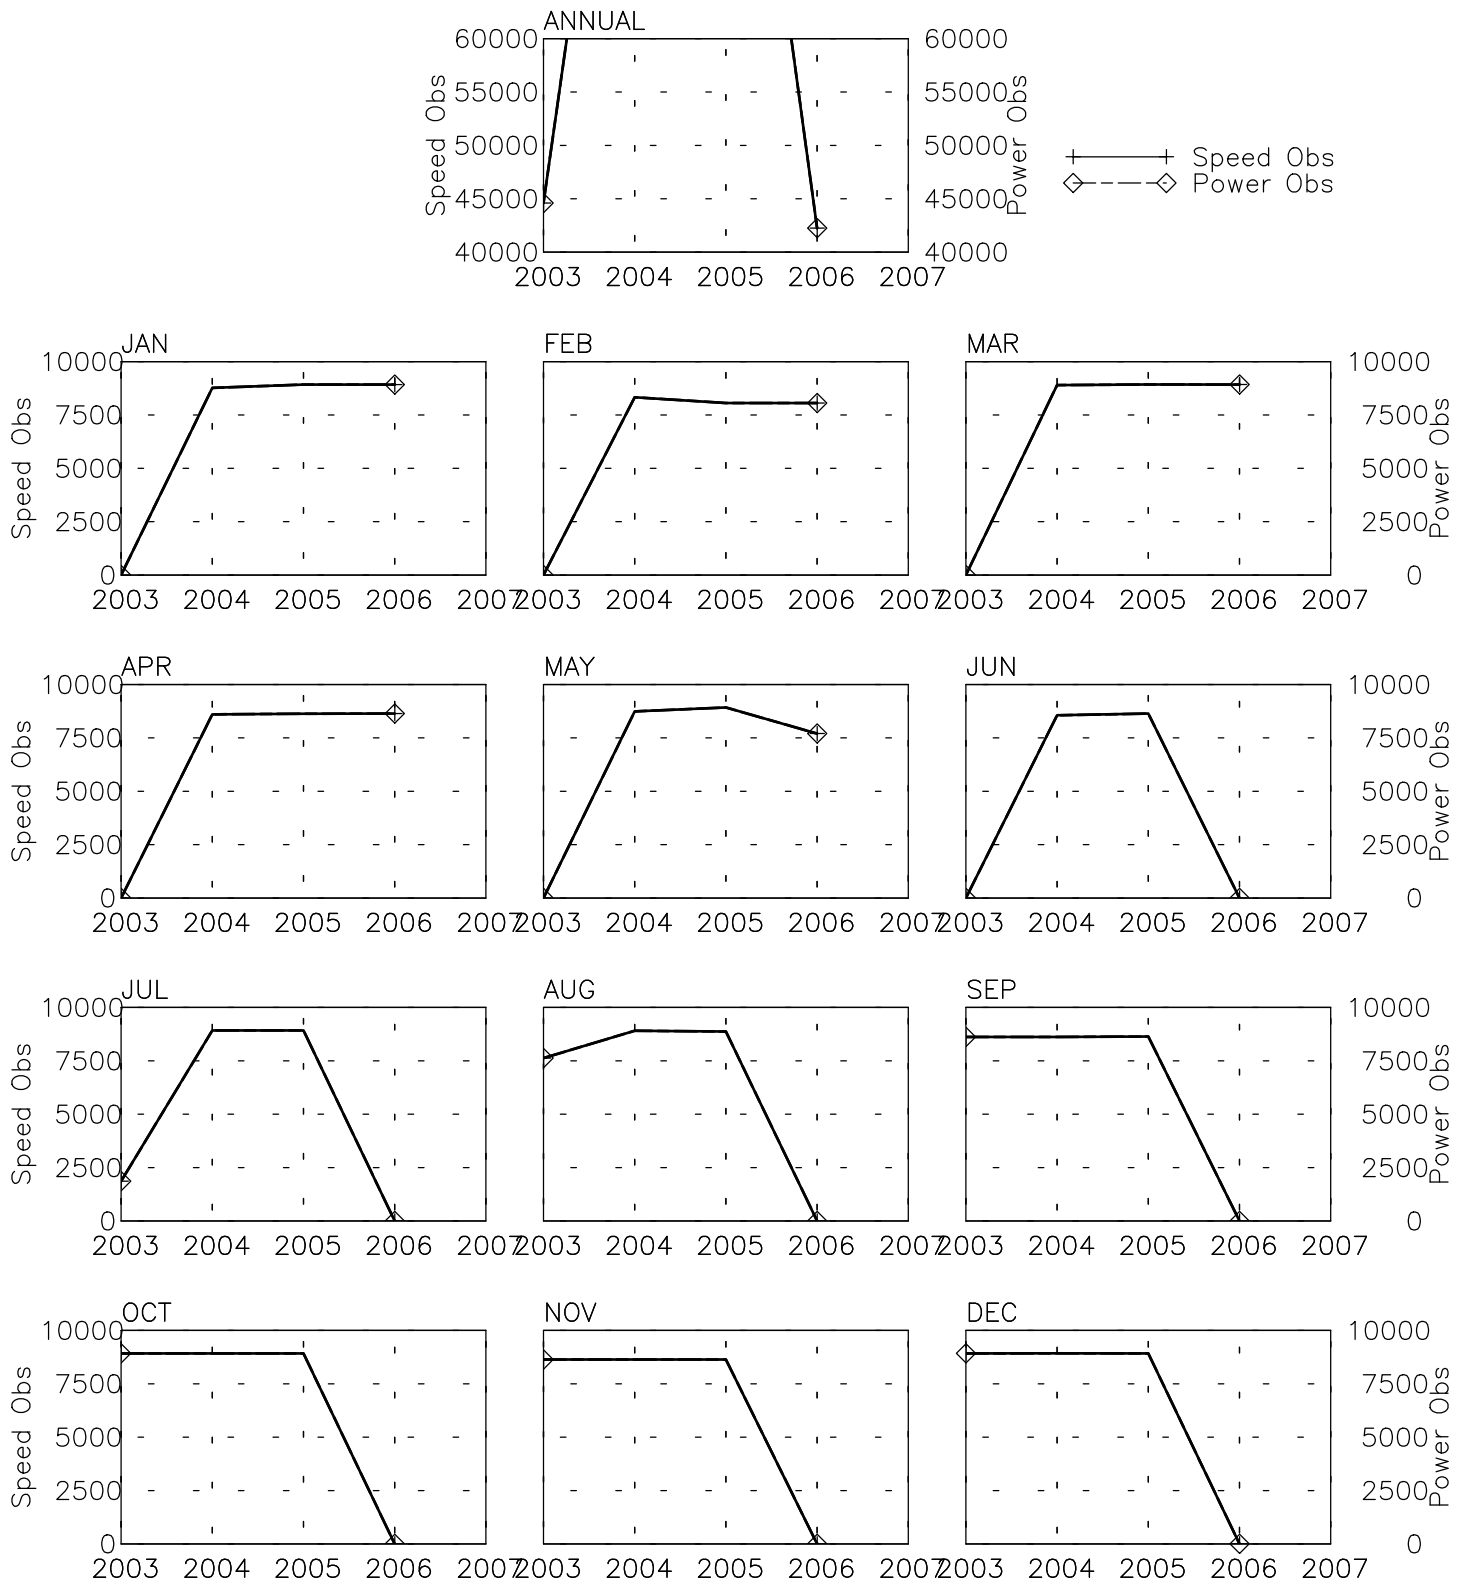 ANNUAL
60000 60000
55000 55000
50000 50000
45000 45000
40000 40000
Speed Obs
Power Obs
2003 2004 2005 2006 2007
Speed Obs
Power Obs
JAN FEB MAR
10000 10000
7500 7500
5000 5000
2500 2500
0 0
Speed Obs
Power Obs
2003 2004 2005 2006 2007 2003 2004 2005 2006 2007 2003 2004 2005 2006 2007
APR MAY JUN
10000 10000
7500 7500
5000 5000
2500 2500
0 0
Speed Obs
Power Obs
2003 2004 2005 2006 2007 2003 2004 2005 2006 2007 2003 2004 2005 2006 2007
JUL AUG SEP
10000 10000
7500 7500
5000 5000
2500 2500
0 0
Speed Obs
Power Obs
2003 2004 2005 2006 2007 2003 2004 2005 2006 2007 2003 2004 2005 2006 2007
OCT NOV DEC
10000 10000
7500 7500
5000 5000
2500 2500
0 0
Speed Obs
Power Obs
2003 2004 2005 2006 2007 2003 2004 2005 2006 2007 2003 2004 2005 2006 2007